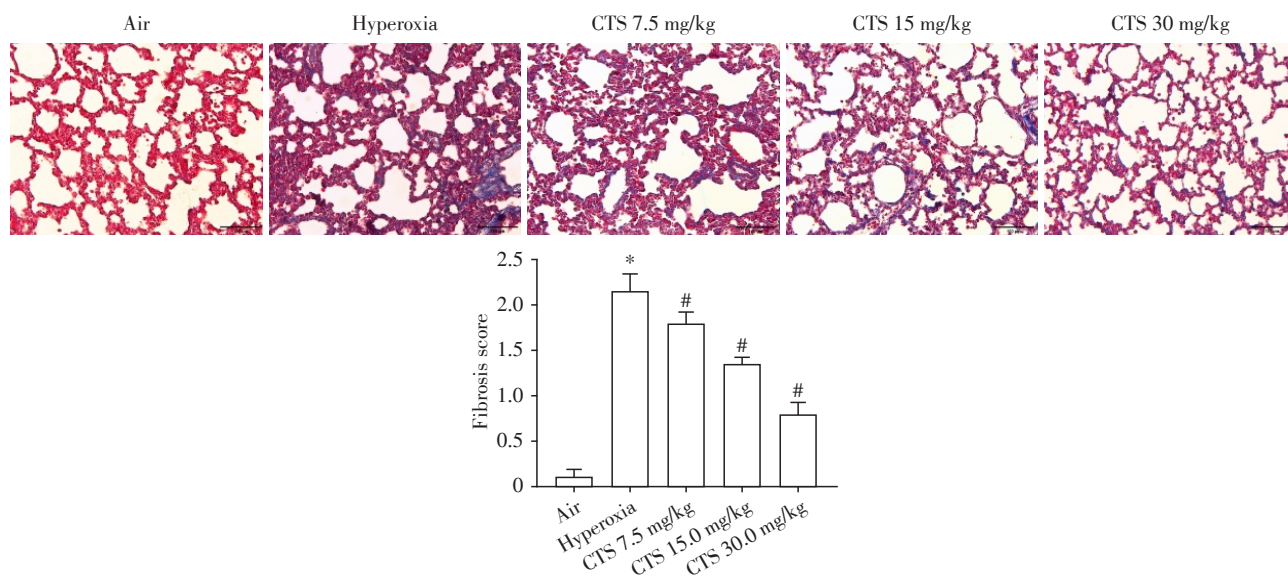 Air
Hyperoxia
CTS 7.5 mg/kg
CTS 15 mg/kg
CTS 30 mg/kg
Fibrosis score
2.5
2.0
1.5
1.0
0.5
0
*
#
#
#
Air
Hyperoxia
CTS 7.5 mg/kg
CTS 15.0 mg/kg
CTS 30.0 mg/kg